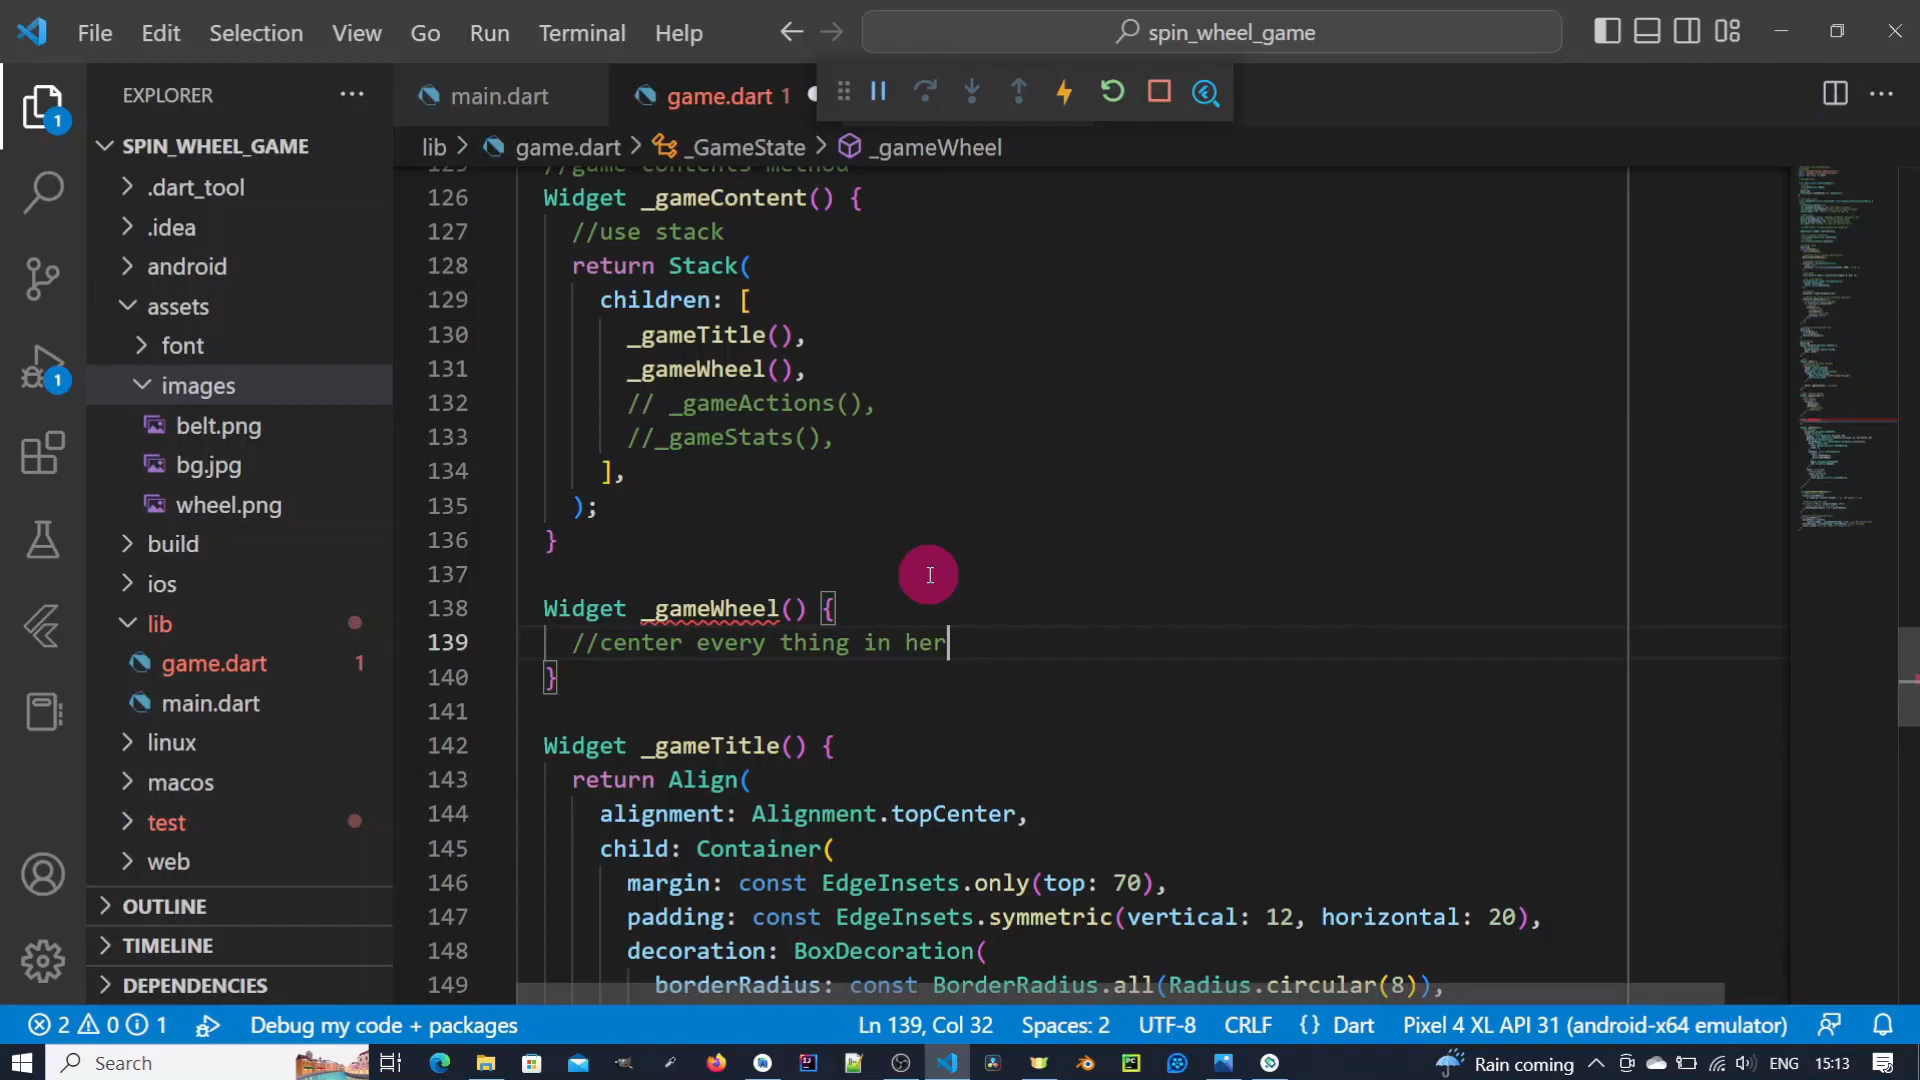 File Edit Selection View Go Run Terminal Help spin_wheel_game
EXPLORER main.dart game.dart 1
SPIN_WHEEL_GAME lib game.dart _GameState _gameWheel
.dart_tool
.idea
android
assets
font
images
belt.png
bg.jpg
wheel.png
build
ios
lib
game.dart 1
main.dart
linux
macos
test
web
OUTLINE
TIMELINE
DEPENDENCIES
1
1
//game contents method
126 Widget _gameContent() {
127 //use stack
128 return Stack(
129 children: [
130 _gameTitle(),
131 _gameWheel(),
132 // _gameActions(),
133 //_gameStats(),
134 ],
135 );
136 }
137
138 Widget _gameWheel() {
139 //center every thing in her
140 }
141
142 Widget _gameTitle() {
143 return Align(
144 alignment: Alignment.topCenter,
145 child: Container(
146 margin: const EdgeInsets.only(top: 70),
147 padding: const EdgeInsets.symmetric(vertical: 12, horizontal: 20),
148 decoration: BoxDecoration(
149 borderRadius: const BorderRadius.all(Radius.circular(8)),
2 0 1 Debug my code + packages Ln 139, Col 32 Spaces: 2 UTF-8 CRLF {} Dart Pixel 4 XL API 31 (android-x64 emulator)
Search Rain coming ENG 15:13